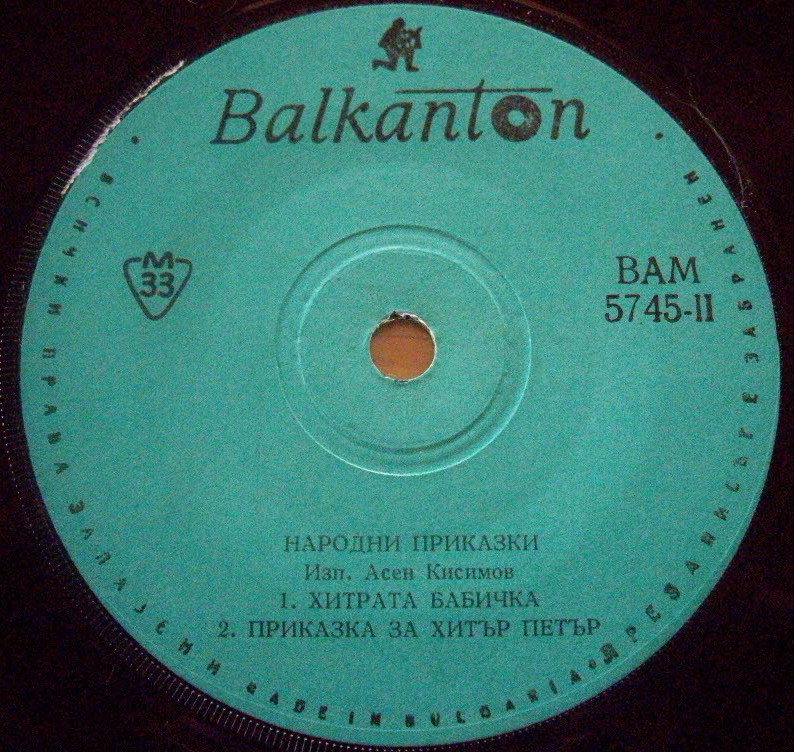 Balkanton
M
33
ВАМ
5745-II
НАРОДНИ ПРИКАЗКИ
Изп. Асен Кисимов
1. ХИТРАТА БАБИЧКА
2. ПРИКАЗКА ЗА ХИТЪР ПЕТЪР
• ВСИЧКИ ПРАВА ЗАПАЗЕНИ MADE IN BULGARIA • ПРЕЗАПИСЪТ Е ЗАБРАНЕН •